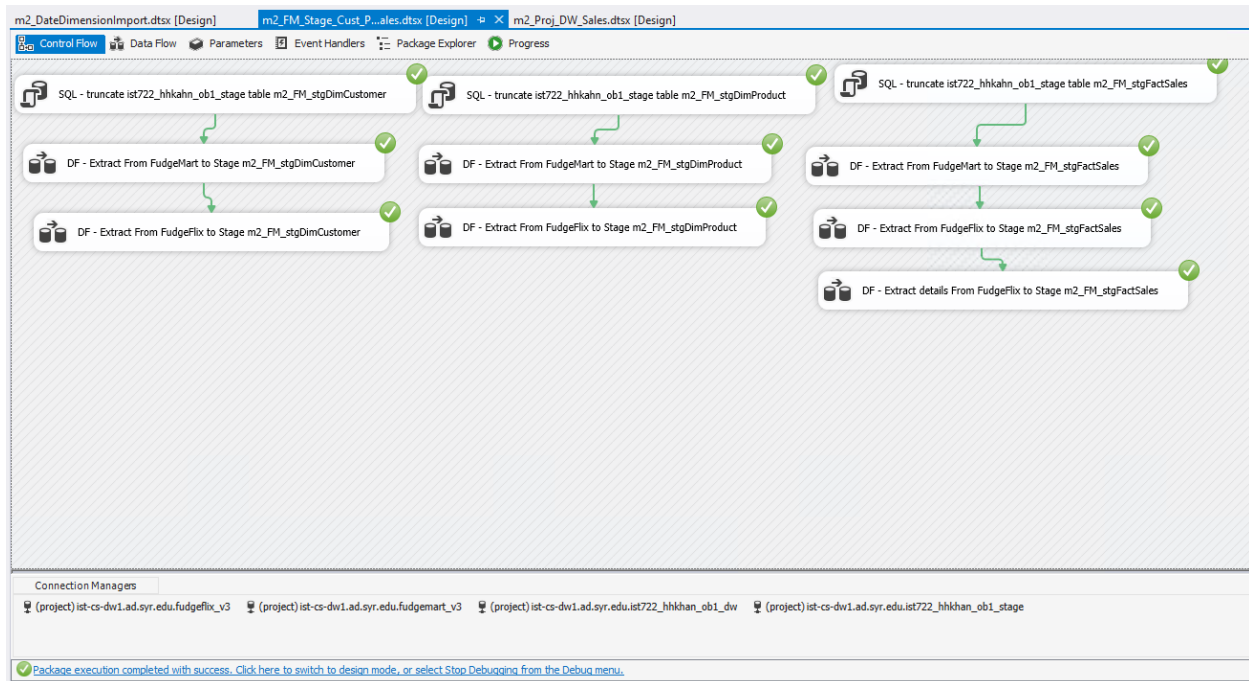 m2_DateDimensionImport.dtsx [Design] m2_FM_Stage_Cust_P...ales.dtsx [Design] m2_Proj_DW_Sales.dtsx [Design]
Control Flow Data Flow Parameters Event Handlers Package Explorer Progress
SQL - truncate ist722_hhkahn_ob1_stage table m2_FM_stgDimCustomer
DF - Extract From FudgeMart to Stage m2_FM_stgDimCustomer
DF - Extract From FudgeFlix to Stage m2_FM_stgDimCustomer
SQL - truncate ist722_hhkahn_ob1_stage table m2_FM_stgDimProduct
DF - Extract From FudgeMart to Stage m2_FM_stgDimProduct
DF - Extract From FudgeFlix to Stage m2_FM_stgDimProduct
SQL - truncate ist722_hhkahn_ob1_stage table m2_FM_stgFactSales
DF - Extract From FudgeMart to Stage m2_FM_stgFactSales
DF - Extract From FudgeFlix to Stage m2_FM_stgFactSales
DF - Extract details From FudgeFlix to Stage m2_FM_stgFactSales
Connection Managers
(project) ist-cs-dw1.ad.syr.edu.fudgeflix_v3 (project) ist-cs-dw1.ad.syr.edu.fudgemart_v3 (project) ist-cs-dw1.ad.syr.edu.ist722_hhkhan_ob1_dw (project) ist-cs-dw1.ad.syr.edu.ist722_hhkhan_ob1_stage
Package execution completed with success. Click here to switch to design mode, or select Stop Debugging from the Debug menu.